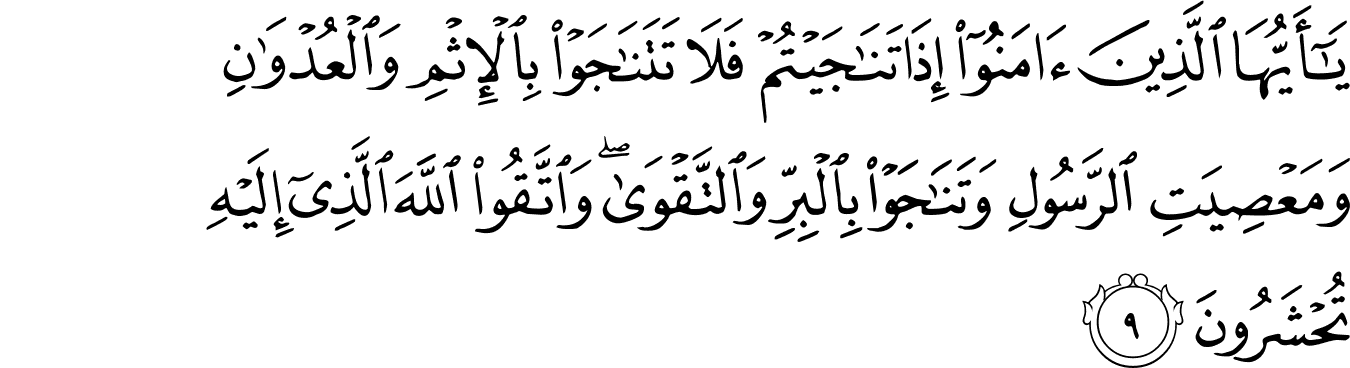 يَـٰٓأَيُّهَا ٱلَّذِينَ ءَامَنُوٓا۟ إِذَا تَنَـٰجَيْتُمْ فَلَا تَتَنَـٰجَوْا۟ بِٱلْإِثْمِ وَٱلْعُدْوَٰنِ
وَمَعْصِيَتِ ٱلرَّسُولِ وَتَنَـٰجَوْا۟ بِٱلْبِرِّ وَٱلتَّقْوَىٰ ۖ وَٱتَّقُوا۟ ٱللَّهَ ٱلَّذِىٓ إِلَيْهِ
تُحْشَرُونَ ٩